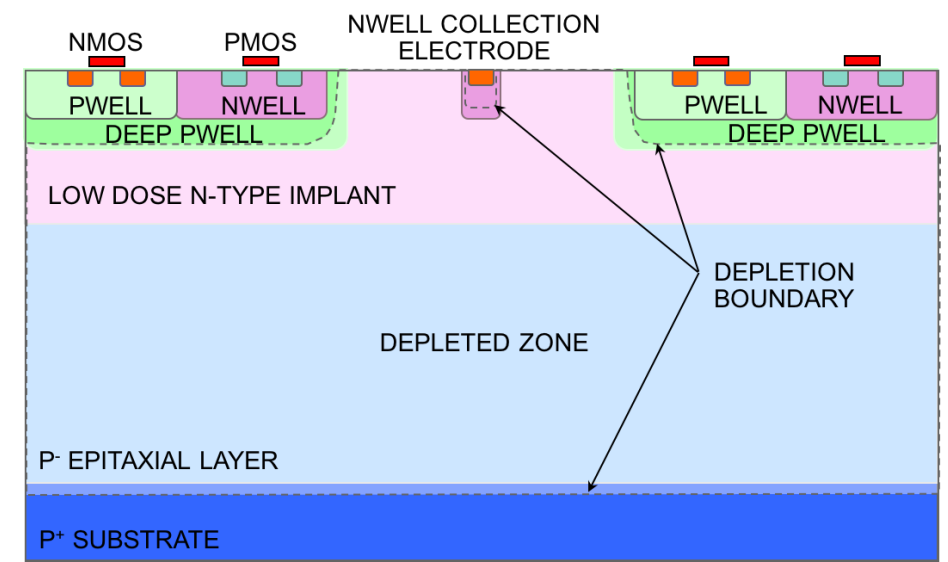 NMOS
PMOS
NWELL COLLECTION
ELECTRODE
PWELL
NWELL
DEEP PWELL
PWELL
NWELL
DEEP PWELL
LOW DOSE N-TYPE IMPLANT
DEPLETION
BOUNDARY
DEPLETED ZONE
P⁻ EPITAXIAL LAYER
P⁺ SUBSTRATE